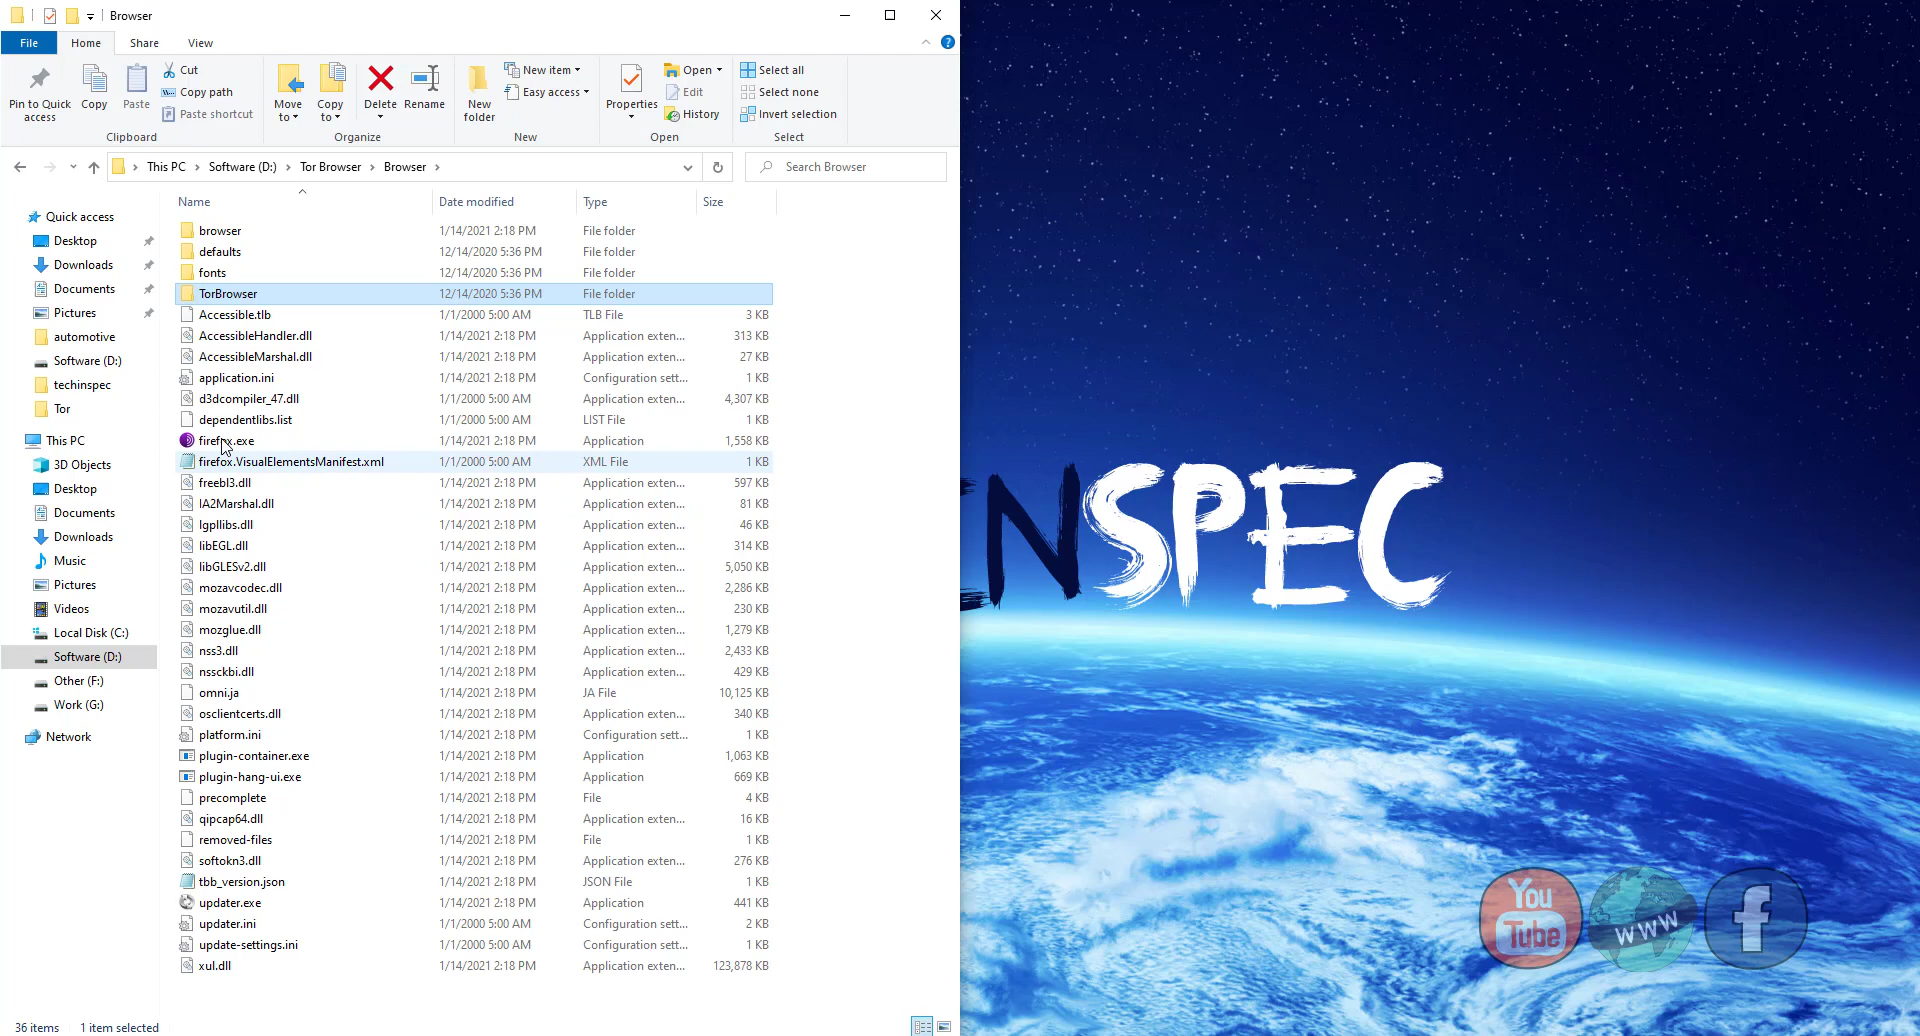 Browser
File Home Share View
Pin to Quick access
Copy
Paste
Cut
Copy path
Paste shortcut
Clipboard
Move to
Copy to
Delete
Rename
Organize
New folder
New item
Easy access
New
Properties
Open
Edit
History
Open
Select all
Select none
Invert selection
Select
This PC > Software (D:) > Tor Browser > Browser >
Search Browser
Quick access
Desktop
Downloads
Documents
Pictures
automotive
Software (D:)
techinspec
Tor
This PC
3D Objects
Desktop
Documents
Downloads
Music
Pictures
Videos
Local Disk (C:)
Software (D:)
Other (F:)
Work (G:)
Network
Name Date modified Type Size
browser 1/14/2021 2:18 PM File folder
defaults 12/14/2020 5:36 PM File folder
fonts 12/14/2020 5:36 PM File folder
TorBrowser 12/14/2020 5:36 PM File folder
Accessible.tlb 1/1/2000 5:00 AM TLB File 3 KB
AccessibleHandler.dll 1/14/2021 2:18 PM Application exten... 313 KB
AccessibleMarshal.dll 1/14/2021 2:18 PM Application exten... 27 KB
application.ini 1/14/2021 2:18 PM Configuration sett... 1 KB
d3dcompiler_47.dll 1/1/2000 5:00 AM Application exten... 4,307 KB
dependentlibs.list 1/1/2000 5:00 AM LIST File 1 KB
firefox.exe 1/14/2021 2:18 PM Application 1,558 KB
firefox.VisualElementsManifest.xml 1/1/2000 5:00 AM XML File 1 KB
freebl3.dll 1/14/2021 2:18 PM Application exten... 597 KB
IA2Marshal.dll 1/14/2021 2:18 PM Application exten... 81 KB
lgpllibs.dll 1/14/2021 2:18 PM Application exten... 46 KB
libEGL.dll 1/14/2021 2:18 PM Application exten... 314 KB
libGLESv2.dll 1/14/2021 2:18 PM Application exten... 5,050 KB
mozavcodec.dll 1/14/2021 2:18 PM Application exten... 2,286 KB
mozavutil.dll 1/14/2021 2:18 PM Application exten... 230 KB
mozglue.dll 1/14/2021 2:18 PM Application exten... 1,279 KB
nss3.dll 1/14/2021 2:18 PM Application exten... 2,433 KB
nssckbi.dll 1/14/2021 2:18 PM Application exten... 429 KB
omni.ja 1/14/2021 2:18 PM JA File 10,125 KB
osclientcerts.dll 1/14/2021 2:18 PM Application exten... 340 KB
platform.ini 1/14/2021 2:18 PM Configuration sett... 1 KB
plugin-container.exe 1/14/2021 2:18 PM Application 1,063 KB
plugin-hang-ui.exe 1/14/2021 2:18 PM Application 669 KB
precomplete 1/14/2021 2:18 PM File 4 KB
qipcap64.dll 1/14/2021 2:18 PM Application exten... 16 KB
removed-files 1/14/2021 2:18 PM File 1 KB
softokn3.dll 1/14/2021 2:18 PM Application exten... 276 KB
tbb_version.json 1/14/2021 2:18 PM JSON File 1 KB
updater.exe 1/14/2021 2:18 PM Application 441 KB
updater.ini 1/1/2000 5:00 AM Configuration sett... 2 KB
update-settings.ini 1/1/2000 5:00 AM Configuration sett... 1 KB
xul.dll 1/14/2021 2:18 PM Application exten... 123,878 KB
36 items 1 item selected
NSPEC
You Tube
WWW
f